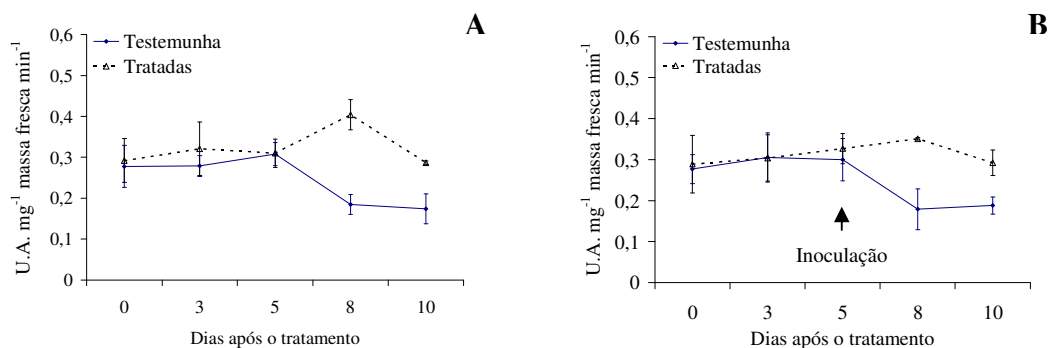 A
0,6
0,5
0,4
0,3
0,2
0,1
0
U.A. mg⁻¹ massa fresca min⁻¹
Testemunha
Tratadas
0 3 5 8 10
Dias após o tratamento
B
0,6
0,5
0,4
0,3
0,2
0,1
0
U.A. mg⁻¹ massa fresca min⁻¹
Testemunha
Tratadas
Inoculação
0 3 5 8 10
Dias após o tratamento